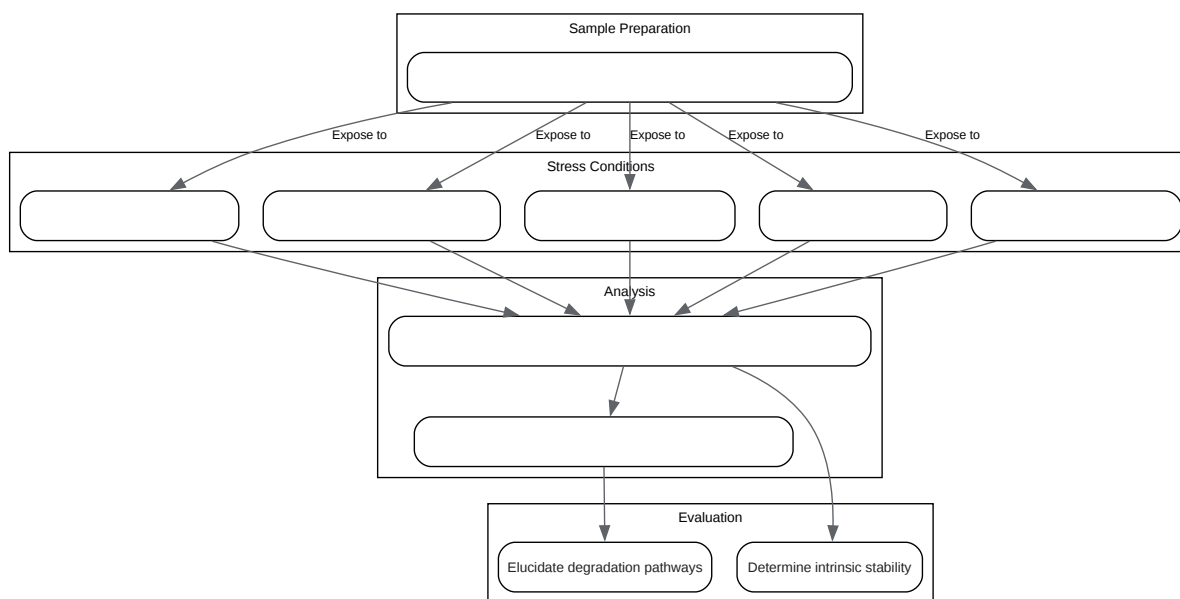 Sample Preparation
Expose to
Expose to
Expose to
Expose to
Expose to
Stress Conditions
Analysis
Evaluation
Elucidate degradation pathways
Determine intrinsic stability